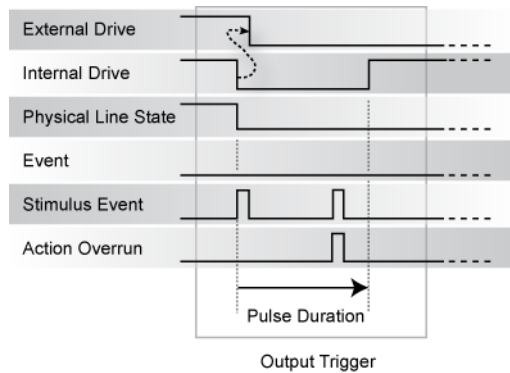 External Drive
Internal Drive
Physical Line State
Event
Stimulus Event
Action Overrun
Pulse Duration
Output Trigger